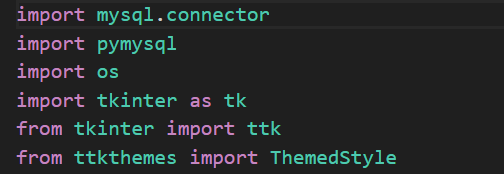 import mysql.connector
import pymysql
import os
import tkinter as tk
from tkinter import ttk
from ttkthemes import ThemedStyle